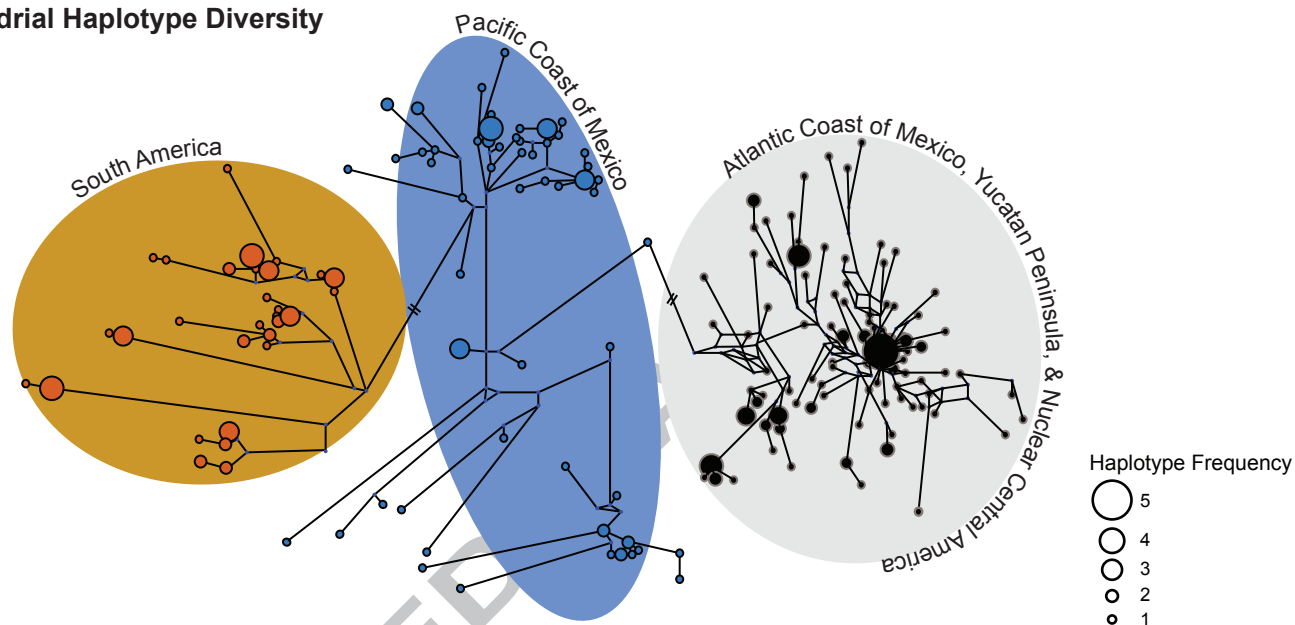 drial Haplotype Diversity
Pacific Coast of Mexico
South America
Atlantic Coast of Mexico, Yucatan Peninsula, & Nuclear Central America
Haplotype Frequency
5
4
3
2
1